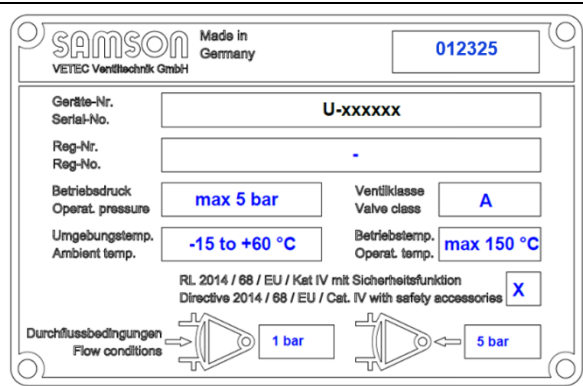 SAMSON Made in Germany 012325
VETEC Ventiltechnik GmbH
Geräte-Nr.
Serial-No. U-xxxxxx
Reg-Nr.
Reg-No. -
Betriebsdruck
Operat. pressure max 5 bar
Ventilklasse
Valve class A
Umgebungstemp.
Ambient temp. -15 to +60 °C
Betriebstemp.
Operat. temp. max 150 °C
RL 2014 / 68 / EU / Kat IV mit Sicherheitsfunktion
Directive 2014 / 68 / EU / Cat. IV with safety accessories X
Durchflussbedingungen
Flow conditions 1 bar 5 bar